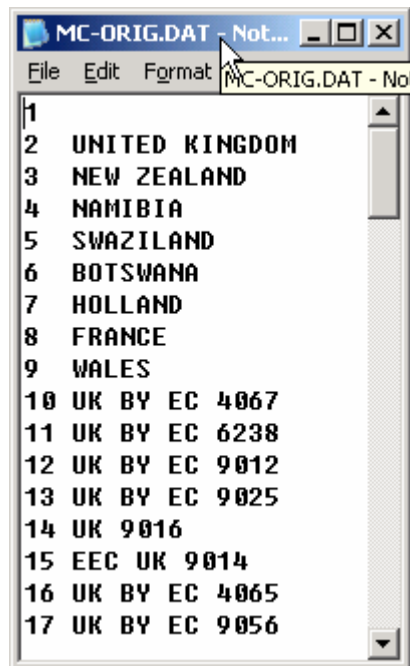 MC-ORIG.DAT - Not...
File Edit Format
MC-ORIG.DAT - No
1
2 UNITED KINGDOM
3 NEW ZEALAND
4 NAMIBIA
5 SWAZILAND
6 BOTSWANA
7 HOLLAND
8 FRANCE
9 WALES
10 UK BY EC 4067
11 UK BY EC 6238
12 UK BY EC 9012
13 UK BY EC 9025
14 UK 9016
15 EEC UK 9014
16 UK BY EC 4065
17 UK BY EC 9056